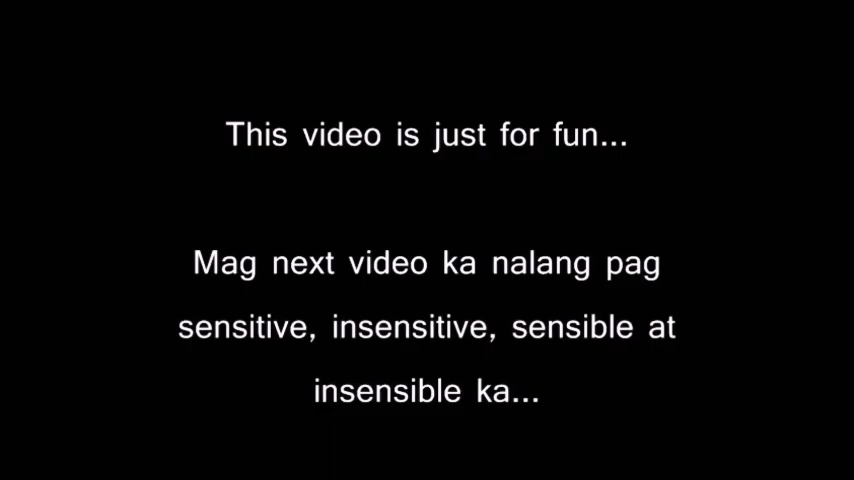 This video is just for fun...
Mag next video ka nalang pag
sensitive, insensitive, sensible at
insensible ka...